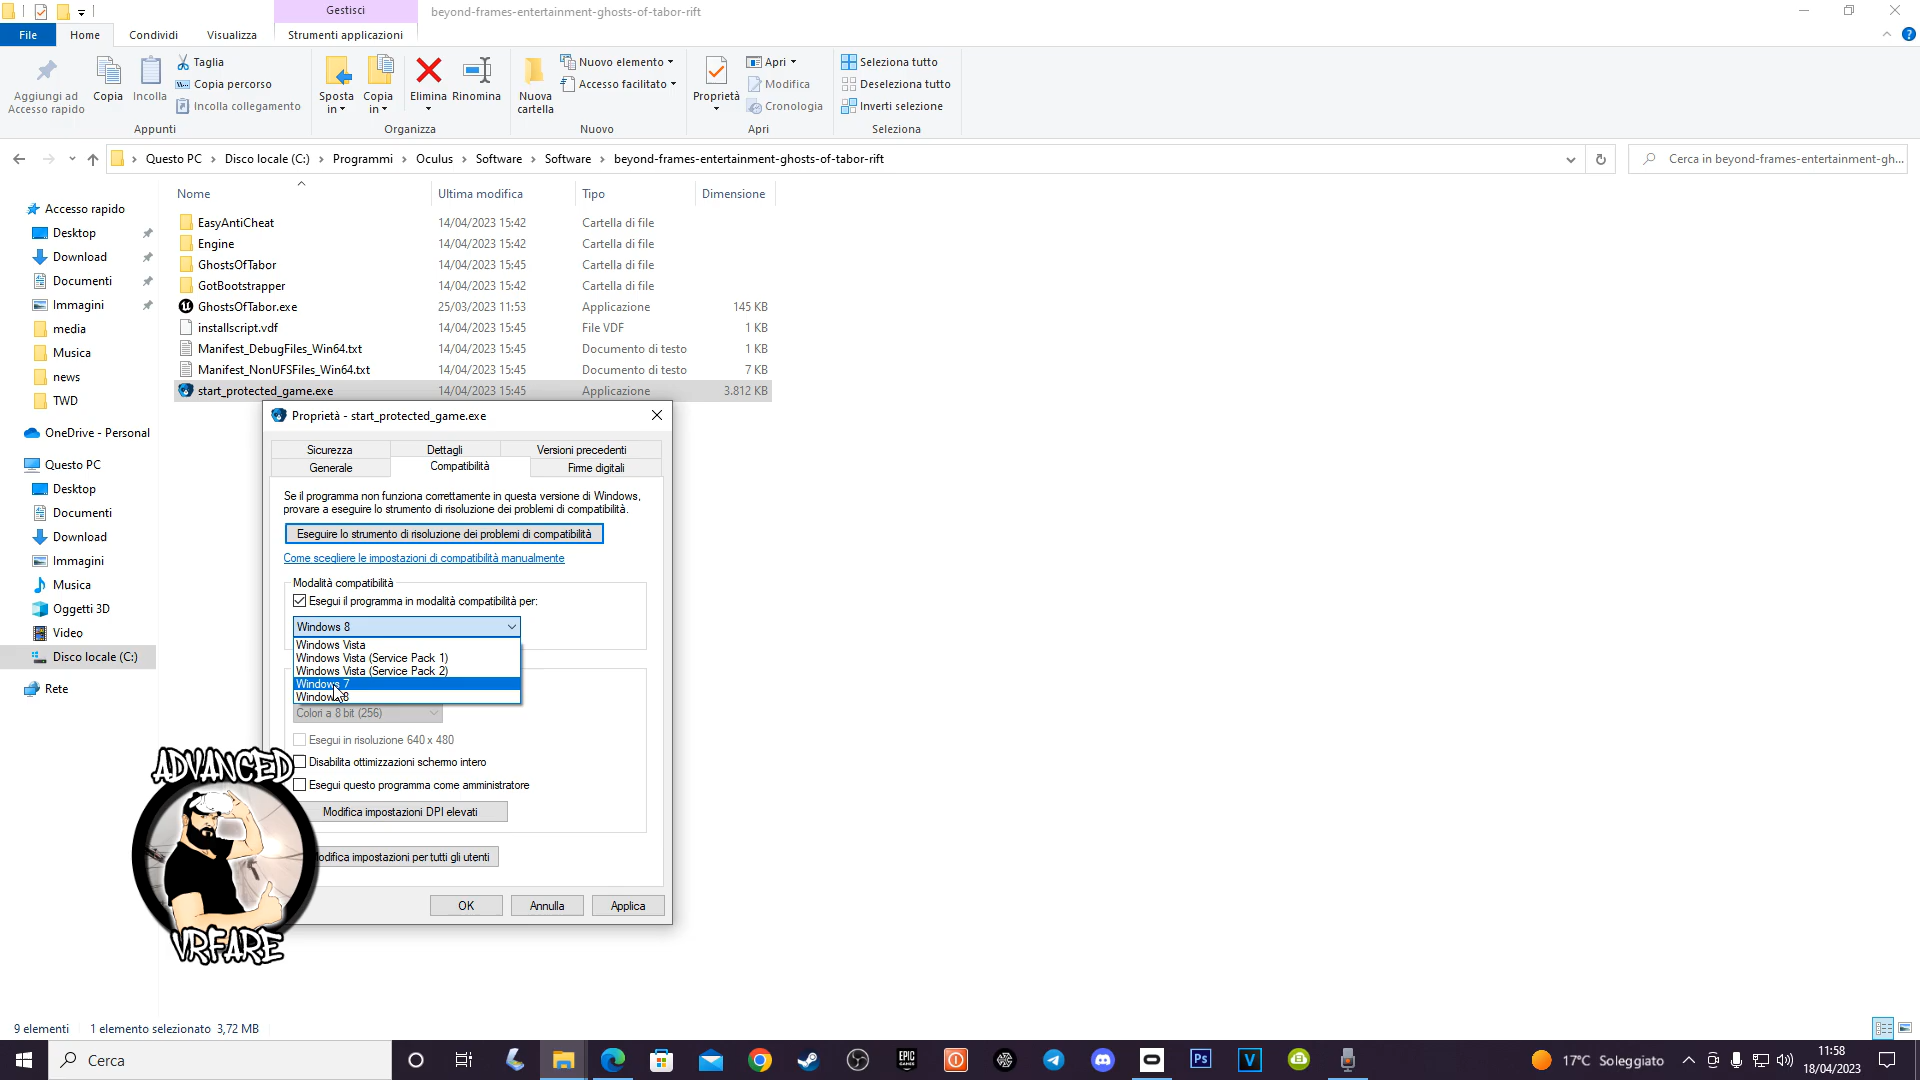 Gestisci
beyond-frames-entertainment-ghosts-of-tabor-rift
File
Home
Condividi
Visualizza
Strumenti applicazioni
Aggiungi ad
Accesso rapido
Copia
Incolla
Taglia
Copia percorso
Incolla collegamento
Appunti
Sposta
in
Copia
in
Elimina
Rinomina
Organizza
Nuova
cartella
Nuovo elemento
Accesso facilitato
Nuovo
Proprietà
Apri
Modifica
Cronologia
Apri
Seleziona tutto
Deseleziona tutto
Inverti selezione
Seleziona
Questo PC > Disco locale (C:) > Programmi > Oculus > Software > Software > beyond-frames-entertainment-ghosts-of-tabor-rift
Cerca in beyond-frames-entertainment-gh...
Nome
Ultima modifica
Tipo
Dimensione
EasyAntiCheat 14/04/2023 15:42 Cartella di file
Engine 14/04/2023 15:42 Cartella di file
GhostsOfTabor 14/04/2023 15:45 Cartella di file
GotBootstrapper 14/04/2023 15:42 Cartella di file
GhostsOfTabor.exe 25/03/2023 11:53 Applicazione 145 KB
installscript.vdf 14/04/2023 15:45 File VDF 1 KB
Manifest_DebugFiles_Win64.txt 14/04/2023 15:45 Documento di testo 1 KB
Manifest_NonUFSFiles_Win64.txt 14/04/2023 15:45 Documento di testo 7 KB
start_protected_game.exe 14/04/2023 15:45 Applicazione 3.812 KB
Accesso rapido
Desktop
Download
Documenti
Immagini
media
Musica
news
TWD
OneDrive - Personal
Questo PC
Desktop
Documenti
Download
Immagini
Musica
Oggetti 3D
Video
Disco locale (C:)
Rete
Proprietà - start_protected_game.exe
Sicurezza
Dettagli
Versioni precedenti
Generale
Compatibilità
Firme digitali
Se il programma non funziona correttamente in questa versione di Windows,
provare a eseguire lo strumento di risoluzione dei problemi di compatibilità.
Eseguire lo strumento di risoluzione dei problemi di compatibilità
Come scegliere le impostazioni di compatibilità manualmente
Modalità compatibilità
Esegui il programma in modalità compatibilità per:
Windows 8
Windows Vista
Windows Vista (Service Pack 1)
Windows Vista (Service Pack 2)
Windows 7
Windows 8
Colori a 8 bit (256)
Esegui in risoluzione 640 x 480
Disabilita ottimizzazioni schermo intero
Esegui questo programma come amministratore
Modifica impostazioni DPI elevati
odifica impostazioni per tutti gli utenti
OK
Annulla
Applica
ADVANCED
VRFARE
9 elementi
1 elemento selezionato 3,72 MB
Cerca
EPIC
GAMES
Ps
V
17°C Soleggiato
11:58
18/04/2023